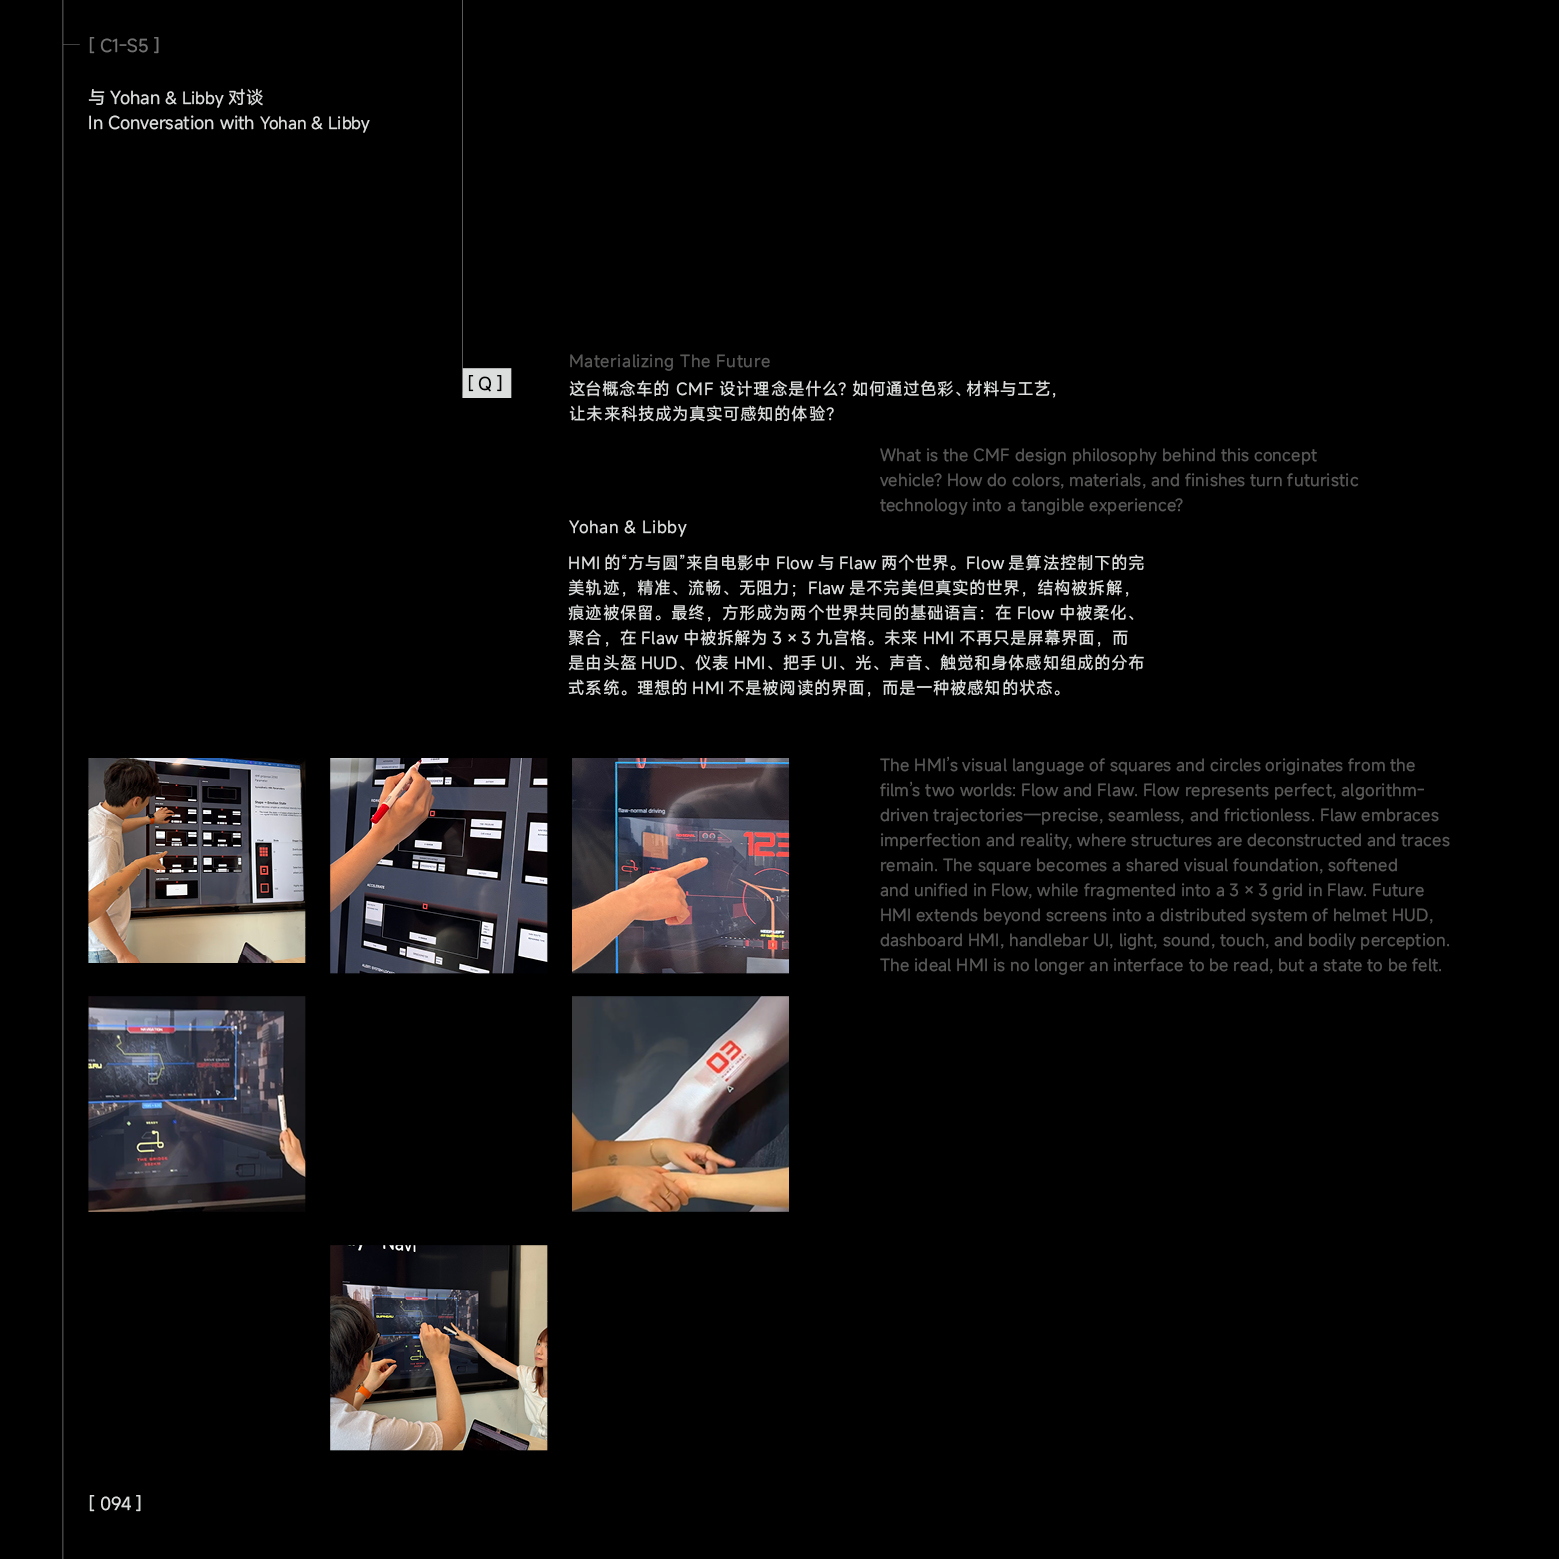 [ C1-S5 ]
与 Yohan & Libby 对谈
In Conversation with Yohan & Libby
[ Q ]
Materializing The Future
这台概念车的 CMF 设计理念是什么? 如何通过色彩、材料与工艺,
让未来科技成为真实可感知的体验?
What is the CMF design philosophy behind this concept
vehicle? How do colors, materials, and finishes turn futuristic
technology into a tangible experience?
Yohan & Libby
HMI 的“方与圆”来自电影中 Flow 与 Flaw 两个世界。Flow 是算法控制下的完
美轨迹，精准、流畅、无阻力；Flaw 是不完美但真实的世界，结构被拆解，
痕迹被保留。最终，方形成为两个世界共同的基础语言：在 Flow 中被柔化、
聚合，在 Flaw 中被拆解为 3 × 3 九宫格。未来 HMI 不再只是屏幕界面，而
是由头盔 HUD、仪表 HMI、把手 UI、光、声音、触觉和身体感知组成的分布
式系统。理想的 HMI 不是被阅读的界面，而是一种被感知的状态。
The HMI's visual language of squares and circles originates from the
film's two worlds: Flow and Flaw. Flow represents perfect, algorithm-
driven trajectories—precise, seamless, and frictionless. Flaw embraces
imperfection and reality, where structures are deconstructed and traces
remain. The square becomes a shared visual foundation, softened
and unified in Flow, while fragmented into a 3 × 3 grid in Flaw. Future
HMI extends beyond screens into a distributed system of helmet HUD,
dashboard HMI, handlebar UI, light, sound, touch, and bodily perception.
The ideal HMI is no longer an interface to be read, but a state to be felt.
ACCELERATE
flaw-normal driving
123
NAVIGATION
READY
THE BRIDGE
03
Navi
[ 094 ]